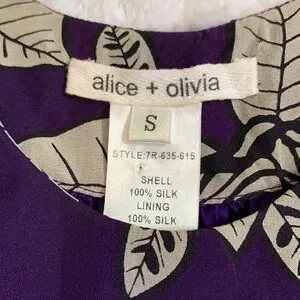 alice + olivia
S
STYLE:7R-635-615
SHELL
100% SILK
LINING
100% SILK